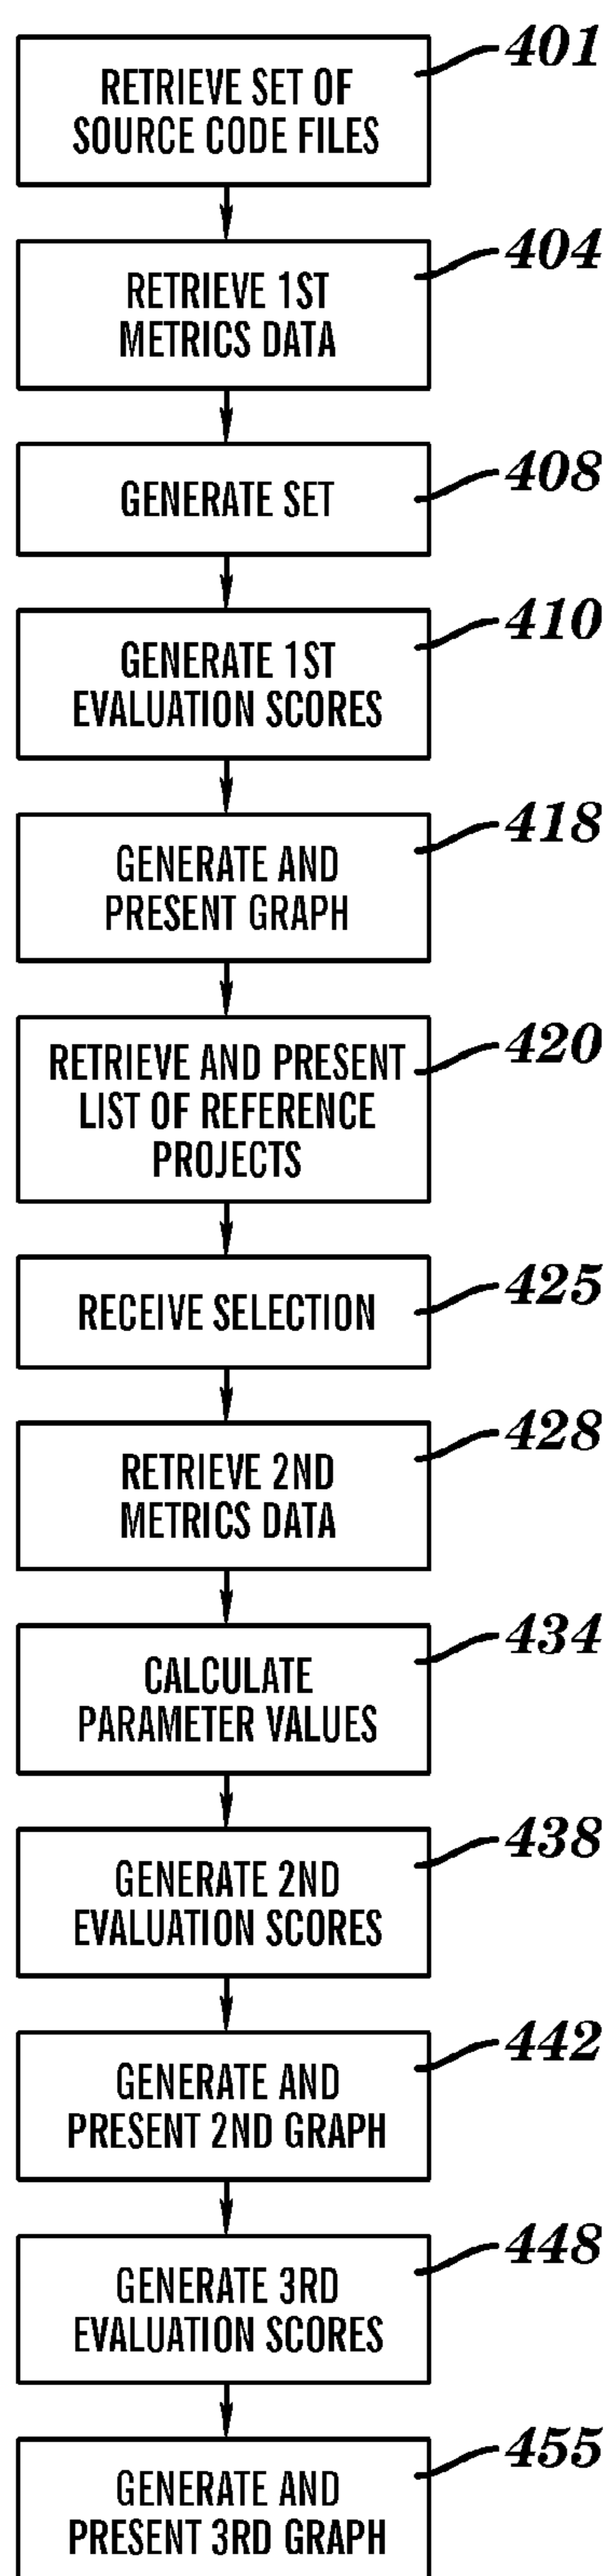 401
RETRIEVE SET OF
SOURCE CODE FILES
404
RETRIEVE 1ST
METRICS DATA
408
GENERATE SET
410
GENERATE 1ST
EVALUATION SCORES
418
GENERATE AND
PRESENT GRAPH
420
RETRIEVE AND PRESENT
LIST OF REFERENCE
PROJECTS
425
RECEIVE SELECTION
428
RETRIEVE 2ND
METRICS DATA
434
CALCULATE
PARAMETER VALUES
438
GENERATE 2ND
EVALUATION SCORES
442
GENERATE AND
PRESENT 2ND GRAPH
448
GENERATE 3RD
EVALUATION SCORES
455
GENERATE AND
PRESENT 3RD GRAPH